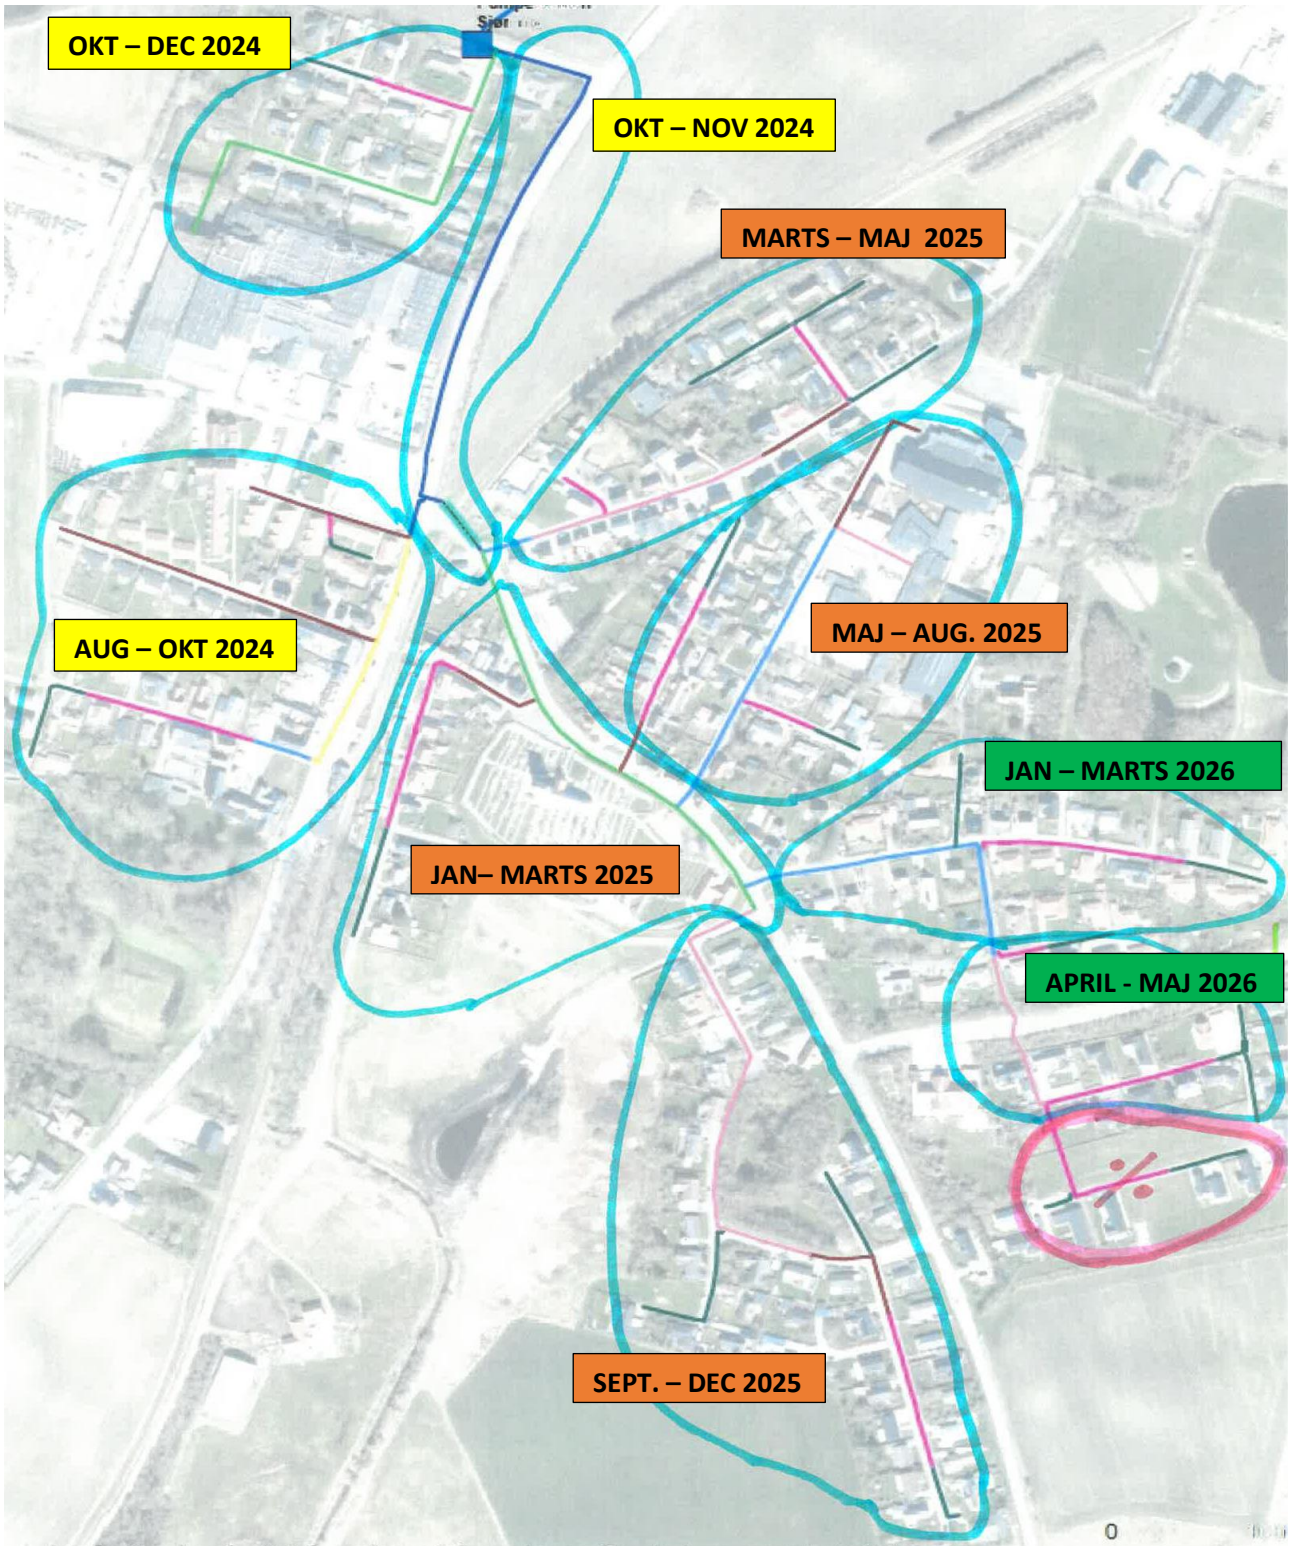 OKT – DEC 2024
OKT – NOV 2024
MARTS – MAJ  2025
AUG – OKT 2024
MAJ – AUG. 2025
JAN – MARTS 2026
JAN– MARTS 2025
APRIL - MAJ 2026
SEPT. – DEC 2025
0